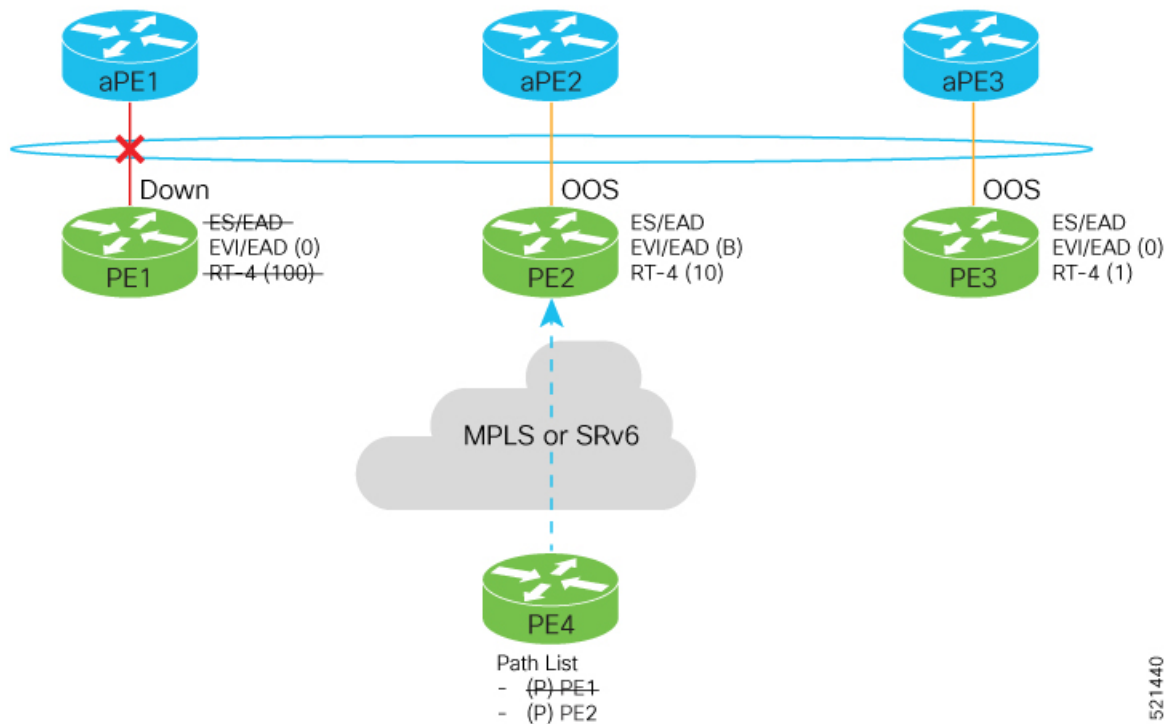 aPE1
aPE2
aPE3
Down
OOS
OOS
ES/EAD
EVI/EAD (0)
RT-4 (100)
PE1
ES/EAD
EVI/EAD (B)
RT-4 (10)
PE2
ES/EAD
EVI/EAD (0)
RT-4 (1)
PE3
MPLS or SRv6
PE4
Path List
- (P) PE1
- (P) PE2
521440